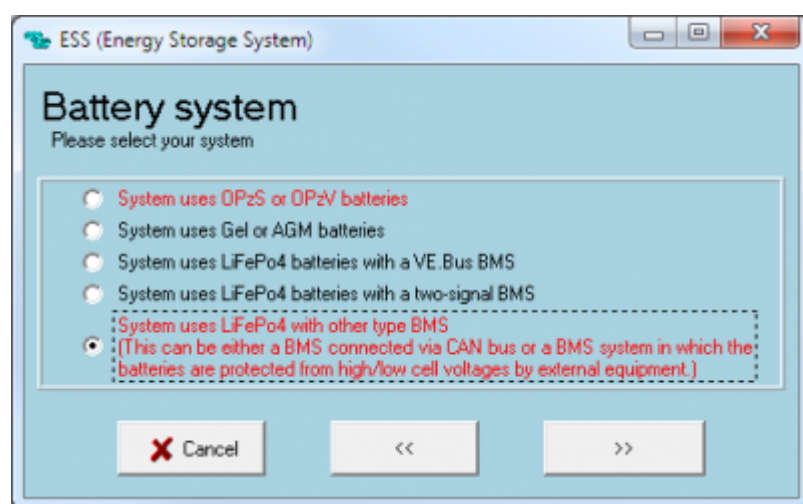 ESS (Energy Storage System)
Battery system
Please select your system
System uses OPzS or OPzV batteries
System uses Gel or AGM batteries
System uses LiFePo4 batteries with a VE.Bus BMS
System uses LiFePo4 batteries with a two-signal BMS
System uses LiFePo4 with other type BMS
(This can be either a BMS connected via CAN bus or a BMS system in which the
batteries are protected from high/low cell voltages by external equipment.)
Cancel
<<
>>